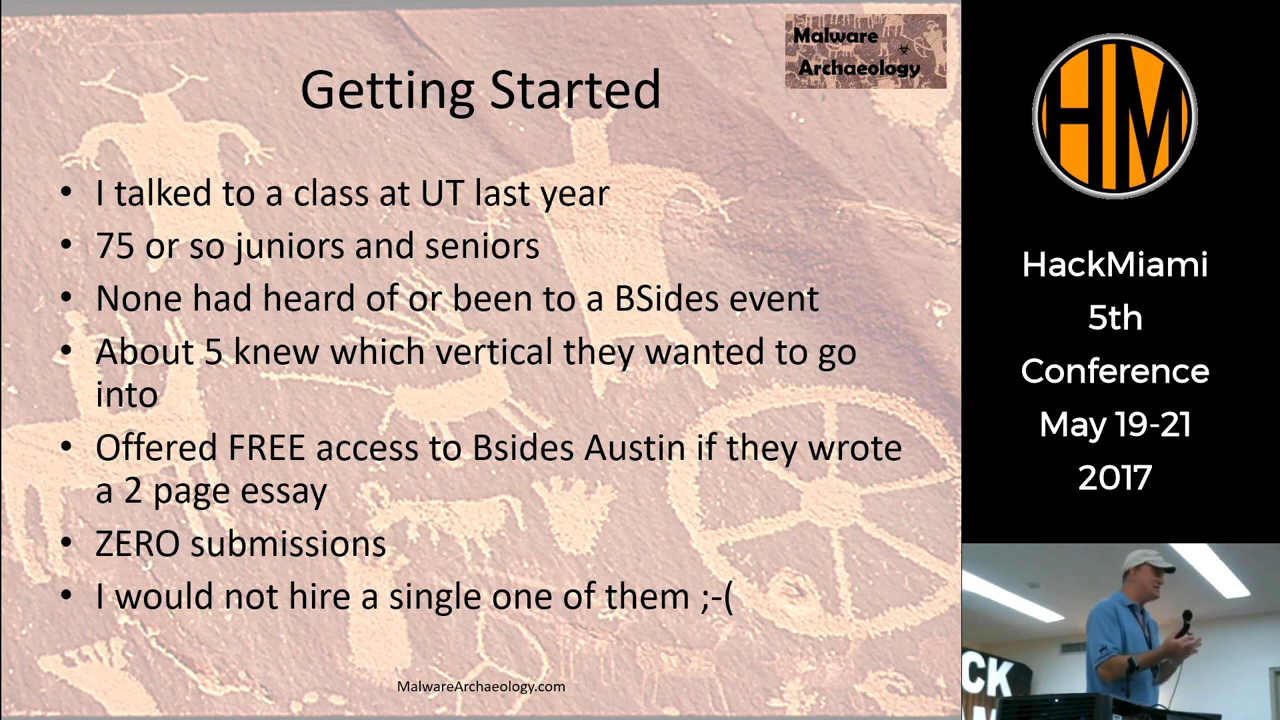 Malware
Archaeology
Getting Started
• I talked to a class at UT last year
• 75 or so juniors and seniors
• None had heard of or been to a BSides event
• About 5 knew which vertical they wanted to go
into
• Offered FREE access to Bsides Austin if they wrote
a 2 page essay
• ZERO submissions
• I would not hire a single one of them ;-(
MalwareArchaeology.com
HM
HackMiami
5th
Conference
May 19-21
2017
CK